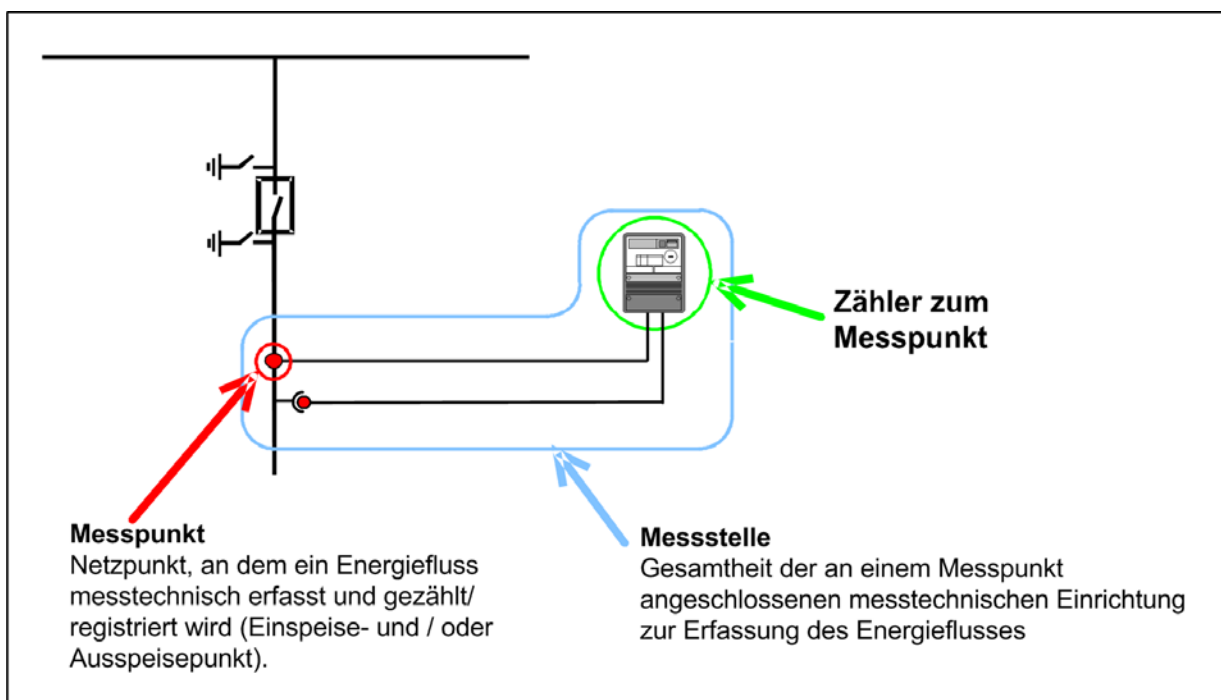 Zähler zum
Messpunkt
Messpunkt
Netzpunkt, an dem ein Energiefluss
messtechnisch erfasst und gezählt/
registriert wird (Einspeise- und / oder
Ausspeisepunkt).
Messstelle
Gesamtheit der an einem Messpunkt
angeschlossenen messtechnischen Einrichtung
zur Erfassung des Energieflusses